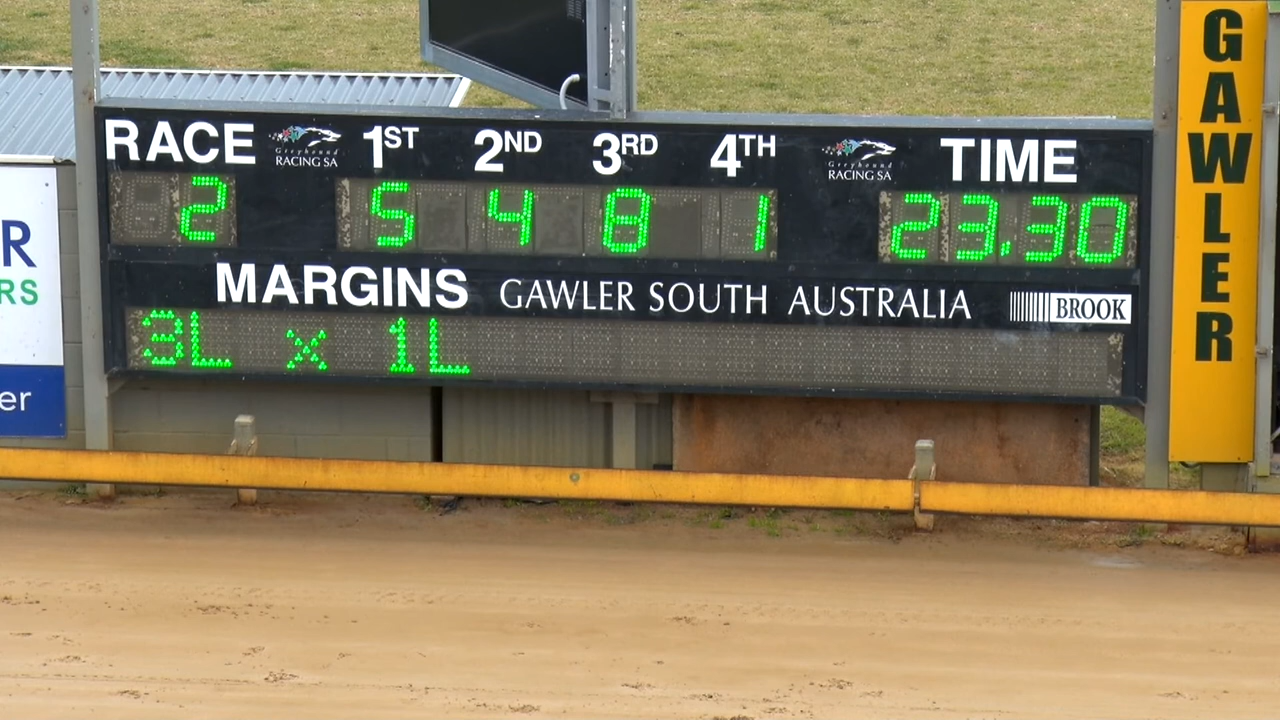 RACE Greyhound RACING SA 1ST 2ND 3RD 4TH Greyhound RACING SA TIME
2 5 4 8 1 23.30
MARGINS GAWLER SOUTH AUSTRALIA BROOK
3L x 1L
GAWLER
R
RS
er